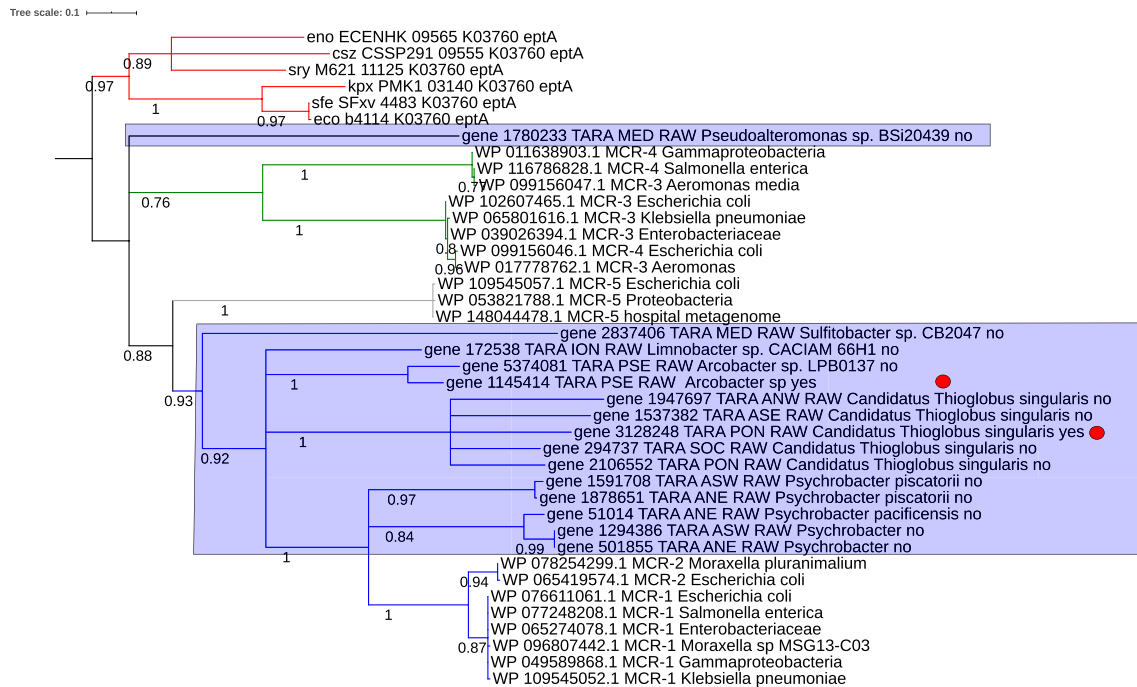 Tree scale: 0.1
eno ECENHK 09565 K03760 eptA
csz CSSP291 09555 K03760 eptA
0.89
sry M621 11125 K03760 eptA
0.97
kpx PMK1 03140 K03760 eptA
sfe SFxv 4483 K03760 eptA
1
eco b4114 K03760 eptA
0.97
gene 1780233 TARA MED RAW Pseudoalteromonas sp. BSi20439 no
WP 011638903.1 MCR-4 Gammaproteobacteria
WP 116786828.1 MCR-4 Salmonella enterica
1
WP 099156047.1 MCR-3 Aeromonas media
0.77
WP 102607465.1 MCR-3 Escherichia coli
0.76
WP 065801616.1 MCR-3 Klebsiella pneumoniae
1
WP 039026394.1 MCR-3 Enterobacteriaceae
WP 099156046.1 MCR-4 Escherichia coli
0.8
WP 017778762.1 MCR-3 Aeromonas
0.96
WP 109545057.1 MCR-5 Escherichia coli
WP 053821788.1 MCR-5 Proteobacteria
1
WP 148044478.1 MCR-5 hospital metagenome
gene 2837406 TARA MED RAW Sulfitobacter sp. CB2047 no
gene 172538 TARA ION RAW Limnobacter sp. CACIAM 66H1 no
0.88
gene 5374081 TARA PSE RAW Arcobacter sp. LPB0137 no
gene 1145414 TARA PSE RAW Arcobacter sp yes
1
gene 1947697 TARA ANW RAW Candidatus Thioglobus singularis no
0.93
gene 1537382 TARA ASE RAW Candidatus Thioglobus singularis no
gene 3128248 TARA PON RAW Candidatus Thioglobus singularis yes
1
gene 294737 TARA SOC RAW Candidatus Thioglobus singularis no
0.92
gene 2106552 TARA PON RAW Candidatus Thioglobus singularis no
gene 1591708 TARA ASW RAW Psychrobacter piscatorii no
gene 1878651 TARA ANE RAW Psychrobacter piscatorii no
0.97
gene 51014 TARA ANE RAW Psychrobacter pacificensis no
gene 1294386 TARA ASW RAW Psychrobacter no
0.84
gene 501855 TARA ANE RAW Psychrobacter no
0.99
1
WP 078254299.1 MCR-2 Moraxella pluranimalium
WP 065419574.1 MCR-2 Escherichia coli
0.94
WP 076611061.1 MCR-1 Escherichia coli
WP 077248208.1 MCR-1 Salmonella enterica
1
WP 065274078.1 MCR-1 Enterobacteriaceae
WP 096807442.1 MCR-1 Moraxella sp MSG13-C03
0.87
WP 049589868.1 MCR-1 Gammaproteobacteria
WP 109545052.1 MCR-1 Klebsiella pneumoniae